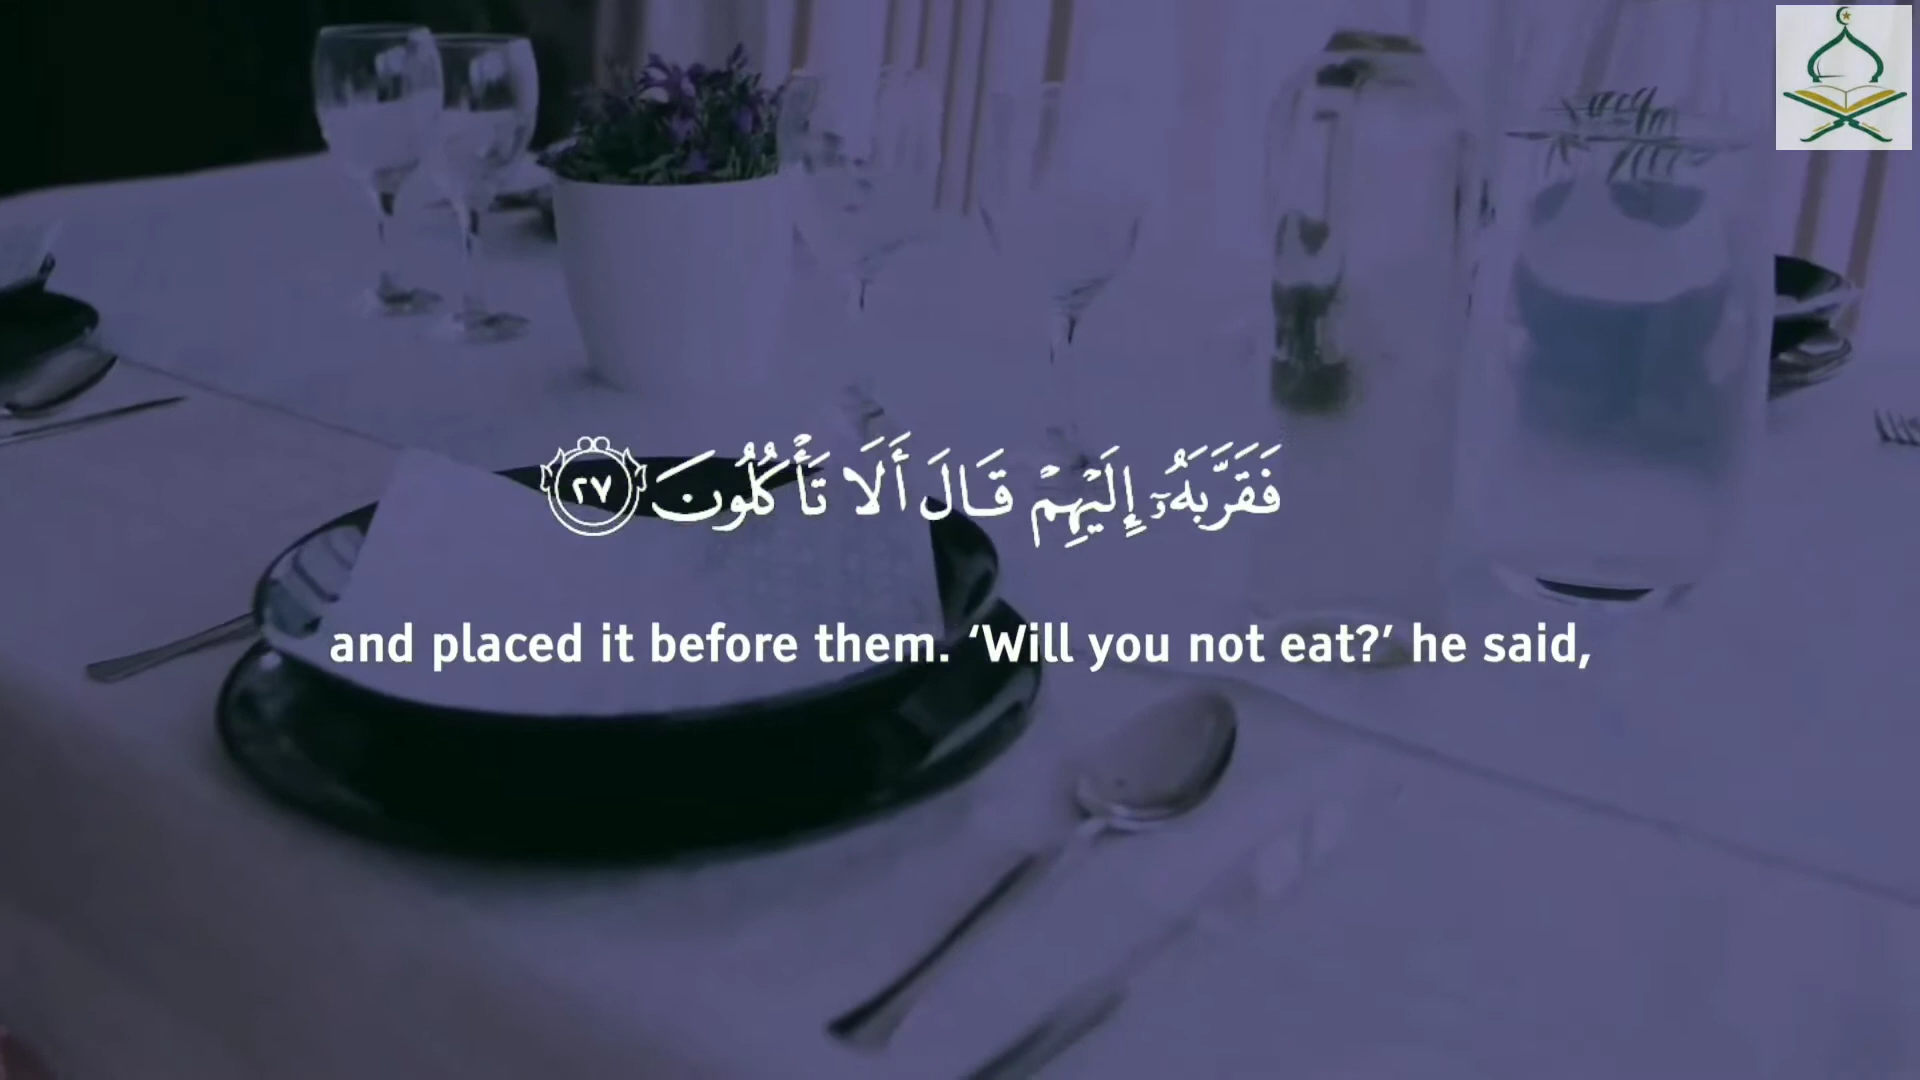 فَقَرَّبَهُۥٓ إِلَيْهِمْ قَالَ أَلَا تَأْكُلُونَ ٢٧
and placed it before them. ‘Will you not eat?’ he said,